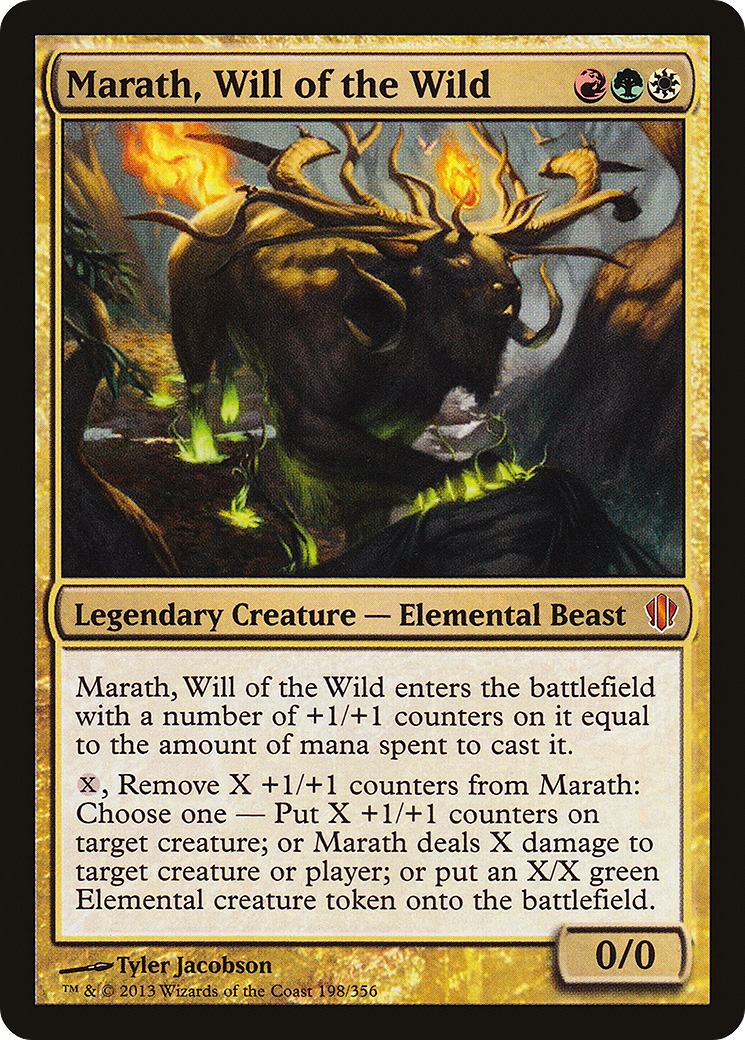 Marath, Will of the Wild
Legendary Creature — Elemental Beast
Marath, Will of the Wild enters the battlefield
with a number of +1/+1 counters on it equal
to the amount of mana spent to cast it.
X, Remove X +1/+1 counters from Marath:
Choose one — Put X +1/+1 counters on
target creature; or Marath deals X damage to
target creature or player; or put an X/X green
Elemental creature token onto the battlefield.
0/0
Tyler Jacobson
™ & © 2013 Wizards of the Coast 198/356